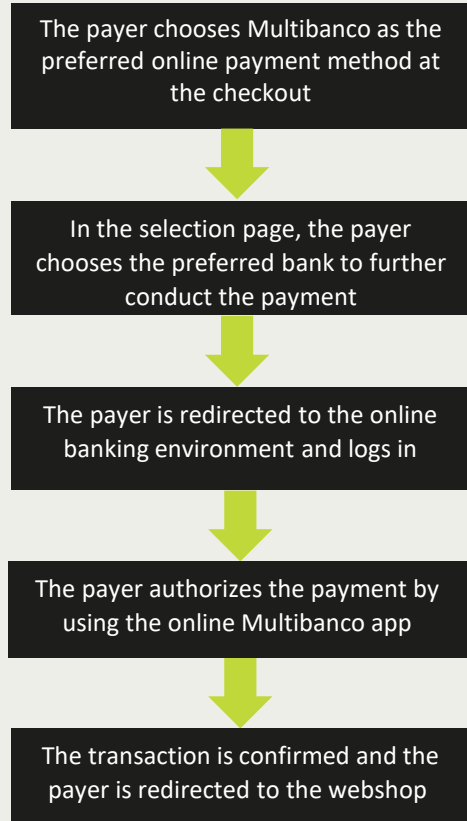 The payer chooses Multibanco as the
preferred online payment method at
the checkout
In the selection page, the payer
chooses the preferred bank to further
conduct the payment
The payer is redirected to the online
banking environment and logs in
The payer authorizes the payment by
using the online Multibanco app
The transaction is confirmed and the
payer is redirected to the webshop